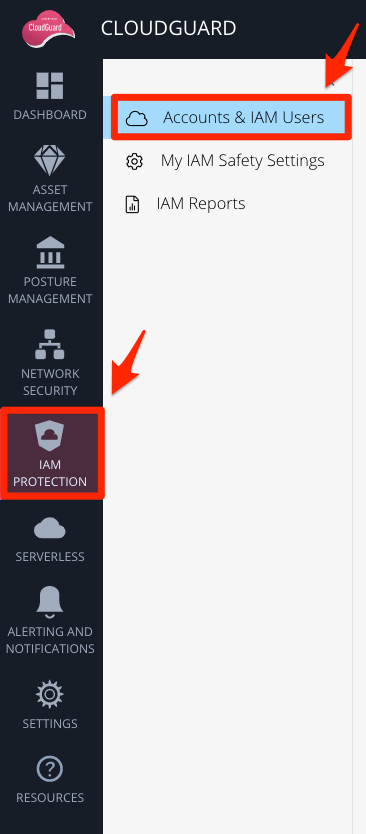 CloudGuard
CLOUDGUARD
DASHBOARD
ASSET
MANAGEMENT
POSTURE
MANAGEMENT
NETWORK
SECURITY
IAM
PROTECTION
SERVERLESS
ALERTING AND
NOTIFICATIONS
SETTINGS
RESOURCES
Accounts & IAM Users
My IAM Safety Settings
IAM Reports